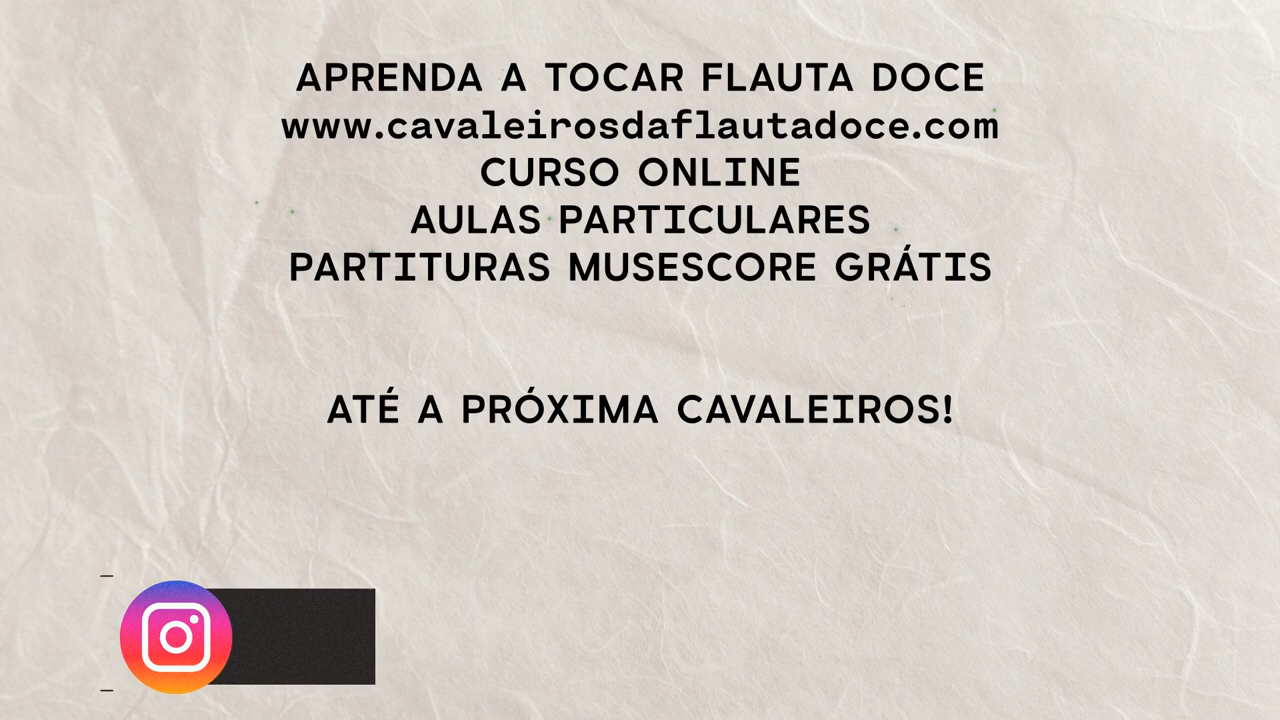 APRENDA A TOCAR FLAUTA DOCE
www.cavaleirosdaflautadoce.com
CURSO ONLINE
AULAS PARTICULARES
PARTITURAS MUSESCORE GRÁTIS
ATÉ A PRÓXIMA CAVALEIROS!